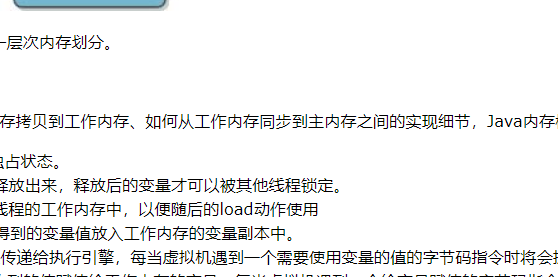 一层次内存划分。
存拷贝到工作内存、如何从工作内存同步到主内存之间的实现细节，Java内存
独占状态。
释放出来，释放后的变量才可以被其他线程锁定。
线程的工作内存中，以便随后的load动作使用
得到的变量值放入工作内存的变量副本中。
传递给执行引擎，每当虚拟机遇到一个需要使用变量的值的字节码指令时将会